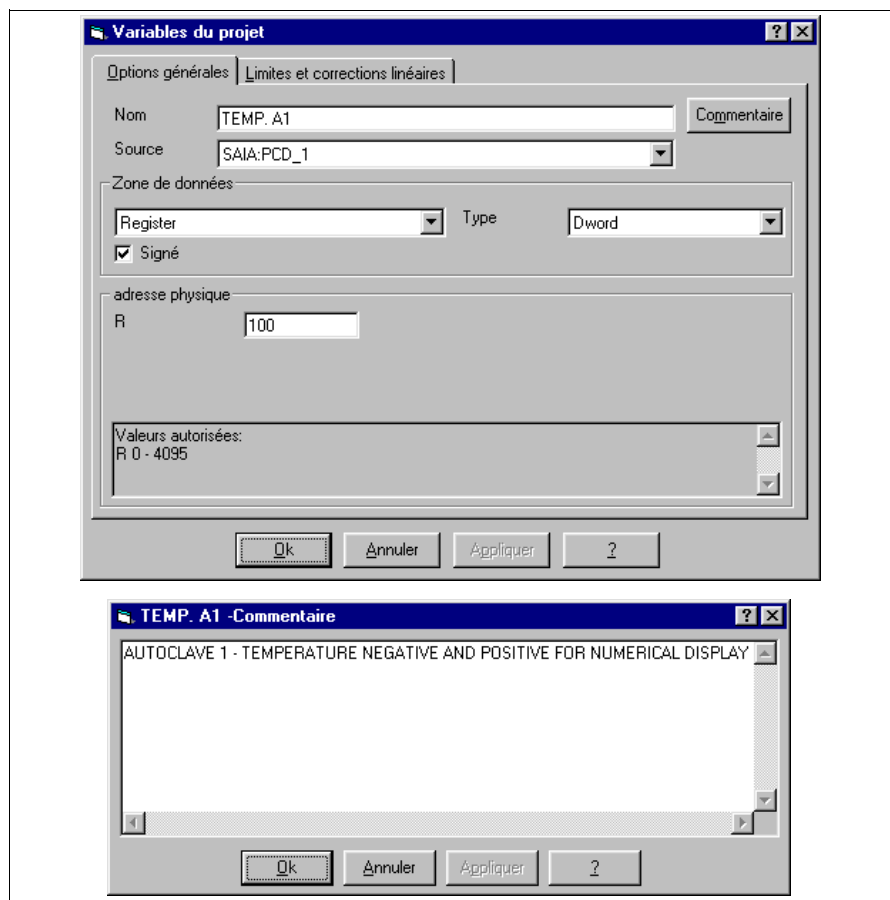 Variables du projet
Options générales
Limites et corrections linéaires
Nom
TEMP. A1
Commentaire
Source
SAIA:PCD_1
Zone de données
Register
Type
Dword
Signé
adresse physique
R
100
Valeurs autorisées:
R 0 - 4095
Ok
Annuler
Appliquer
?
TEMP. A1 -Commentaire
AUTOCLAVE 1 - TEMPERATURE NEGATIVE AND POSITIVE FOR NUMERICAL DISPLAY
Ok
Annuler
Appliquer
?